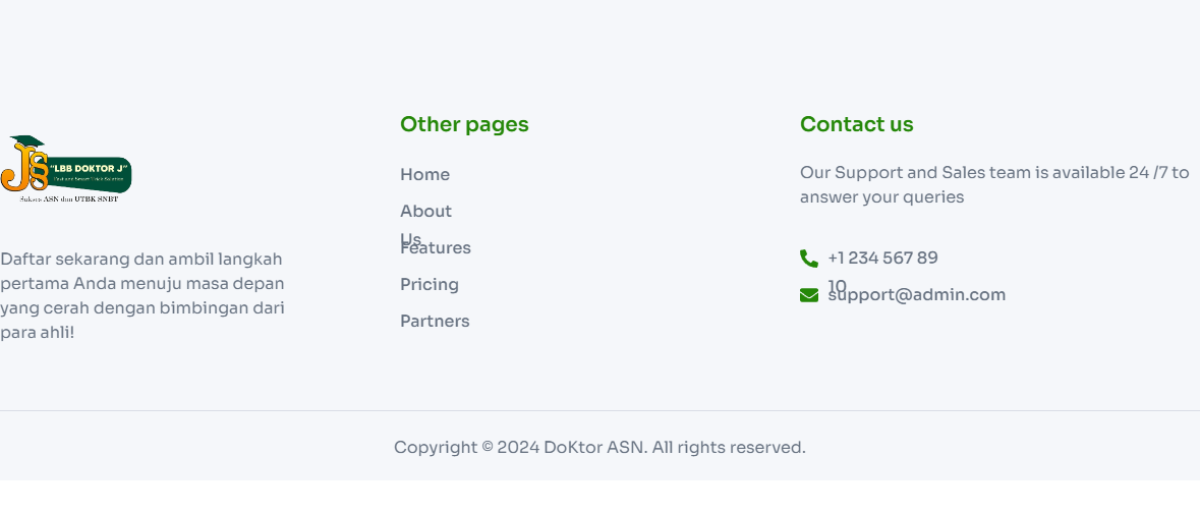 "LBB DOKTOR J"
Sukses ASN dan UTBK SNBT
Daftar sekarang dan ambil langkah
pertama Anda menuju masa depan
yang cerah dengan bimbingan dari
para ahli!
Other pages
Home
About
Us
Features
Pricing
Partners
Contact us
Our Support and Sales team is available 24 /7 to
answer your queries
+1 234 567 89
10
support@admin.com
Copyright © 2024 DoKtor ASN. All rights reserved.